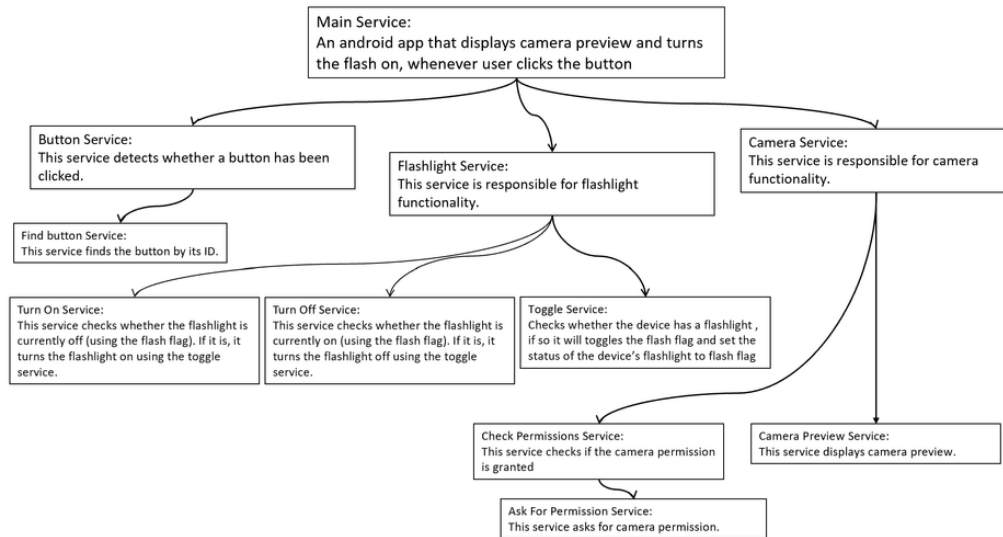 Main Service:
An android app that displays camera preview and turns
the flash on, whenever user clicks the button
Button Service:
This service detects whether a button has been
clicked.
Flashlight Service:
This service is responsible for flashlight
functionality.
Camera Service:
This service is responsible for camera
functionality.
Find button Service:
This service finds the button by its ID.
Turn On Service:
This service checks whether the flashlight is
currently off (using the flash flag). If it is, it
turns the flashlight on using the toggle
service.
Turn Off Service:
This service checks whether the flashlight is
currently on (using the flash flag). If it is, it
turns the flashlight off using the toggle
service.
Toggle Service:
Checks whether the device has a flashlight ,
if so it will toggles the flash flag and set the
status of the device's flashlight to flash flag
Check Permissions Service:
This service checks if the camera permission
is granted
Camera Preview Service:
This service displays camera preview.
Ask For Permission Service:
This service asks for camera permission.